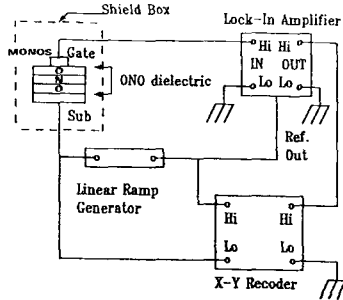 Shield Box
Lock-In Amplifier
MONOS
Gate
Hi Hi
IN OUT
Lo Lo
O
N
O
ONO dielectric
Sub
Ref.
Out
Linear Ramp
Generator
Hi Hi
Lo Lo
X-Y Recoder